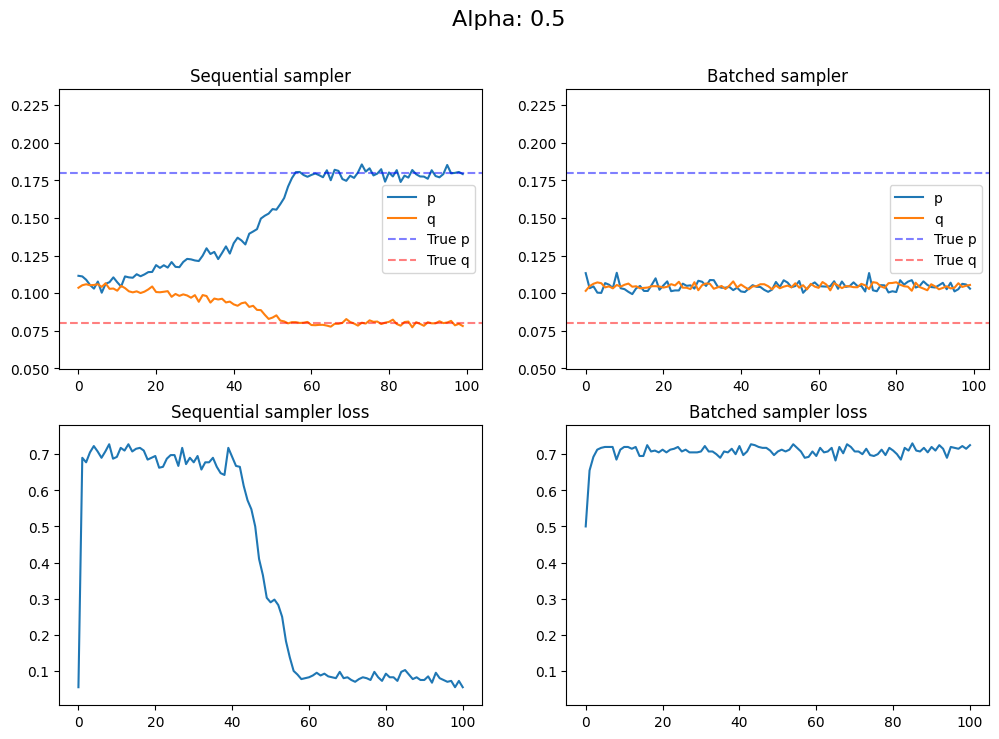 Alpha: 0.5
Sequential sampler
0.225
0.200
0.175
0.150
0.125
0.100
0.075
0.050
0 20 40 60 80 100
p
q
True p
True q
Batched sampler
0.225
0.200
0.175
0.150
0.125
0.100
0.075
0.050
0 20 40 60 80 100
p
q
True p
True q
Sequential sampler loss
0.7
0.6
0.5
0.4
0.3
0.2
0.1
0 20 40 60 80 100
Batched sampler loss
0.7
0.6
0.5
0.4
0.3
0.2
0.1
0 20 40 60 80 100